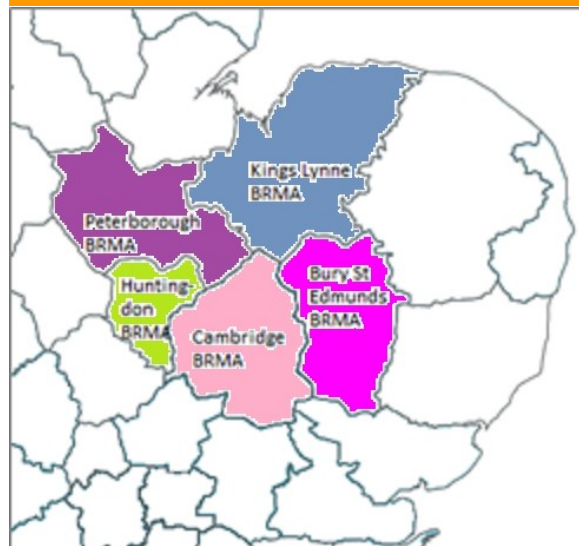 Kings Lynne
BRMA
Peterborough
BRMA
Hunting-
don
BRMA
Bury St
Edmunds
BRMA
Cambridge
BRMA